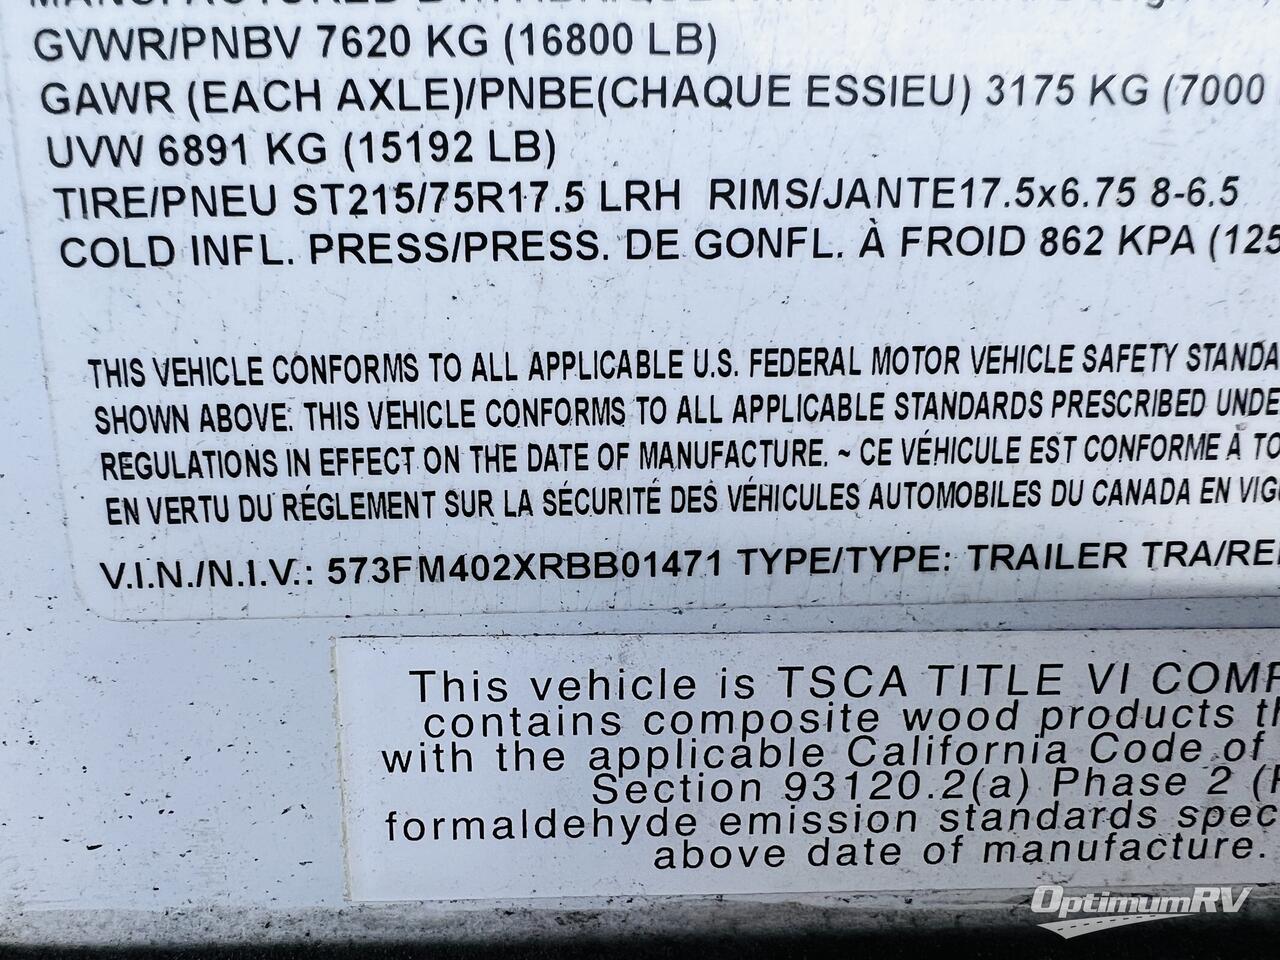 GVWR/PNBV 7620 KG (16800 LB)
GAWR (EACH AXLE)/PNBE(CHAQUE ESSIEU) 3175 KG (7000
UVW 6891 KG (15192 LB)
TIRE/PNEU ST215/75R17.5 LRH RIMS/JANTE17.5x6.75 8-6.5
COLD INFL. PRESS/PRESS. DE GONFL. À FROID 862 KPA (125
THIS VEHICLE CONFORMS TO ALL APPLICABLE U.S. FEDERAL MOTOR VEHICLE SAFETY STANDA
SHOWN ABOVE: THIS VEHICLE CONFORMS TO ALL APPLICABLE STANDARDS PRESCRIBED UNDE
REGULATIONS IN EFFECT ON THE DATE OF MANUFACTURE. ~ CE VÉHICULE EST CONFORME À TO
EN VERTU DU RÉGLEMENT SUR LA SÉCURITÉ DES VÉHICULES AUTOMOBILES DU CANADA EN VIG
V.I.N./N.I.V.: 573FM402XRBB01471 TYPE/TYPE: TRAILER TRA/RE
This vehicle is TSCA TITLE VI COMP
contains composite wood products th
with the applicable California Code of
Section 93120.2(a) Phase 2 (
formaldehyde emission standards spec
above date of manufacture.
OptimumRV